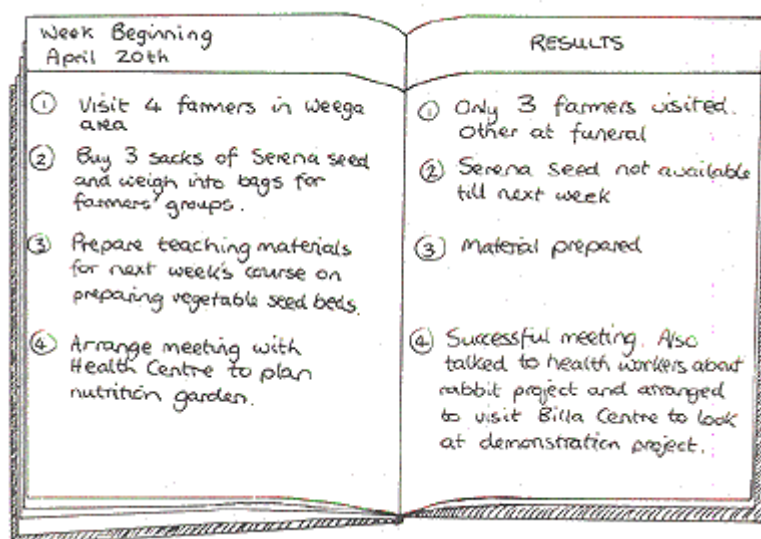 Week Beginning
April 20th
① Visit 4 farmers in Weega
area
② Buy 3 sacks of Serena seed
and weigh into bags for
farmers' groups.
③ Prepare teaching materials
for next week's course on
preparing vegetable seed beds.
④ Arrange meeting with
Health Centre to plan
nutrition garden.
RESULTS
① Only 3 farmers visited.
Other at funeral
② Serena seed not available
till next week
③ Material prepared
④ Successful meeting. Also
talked to health workers about
rabbit project and arranged
to visit Billa Centre to look
at demonstration project.